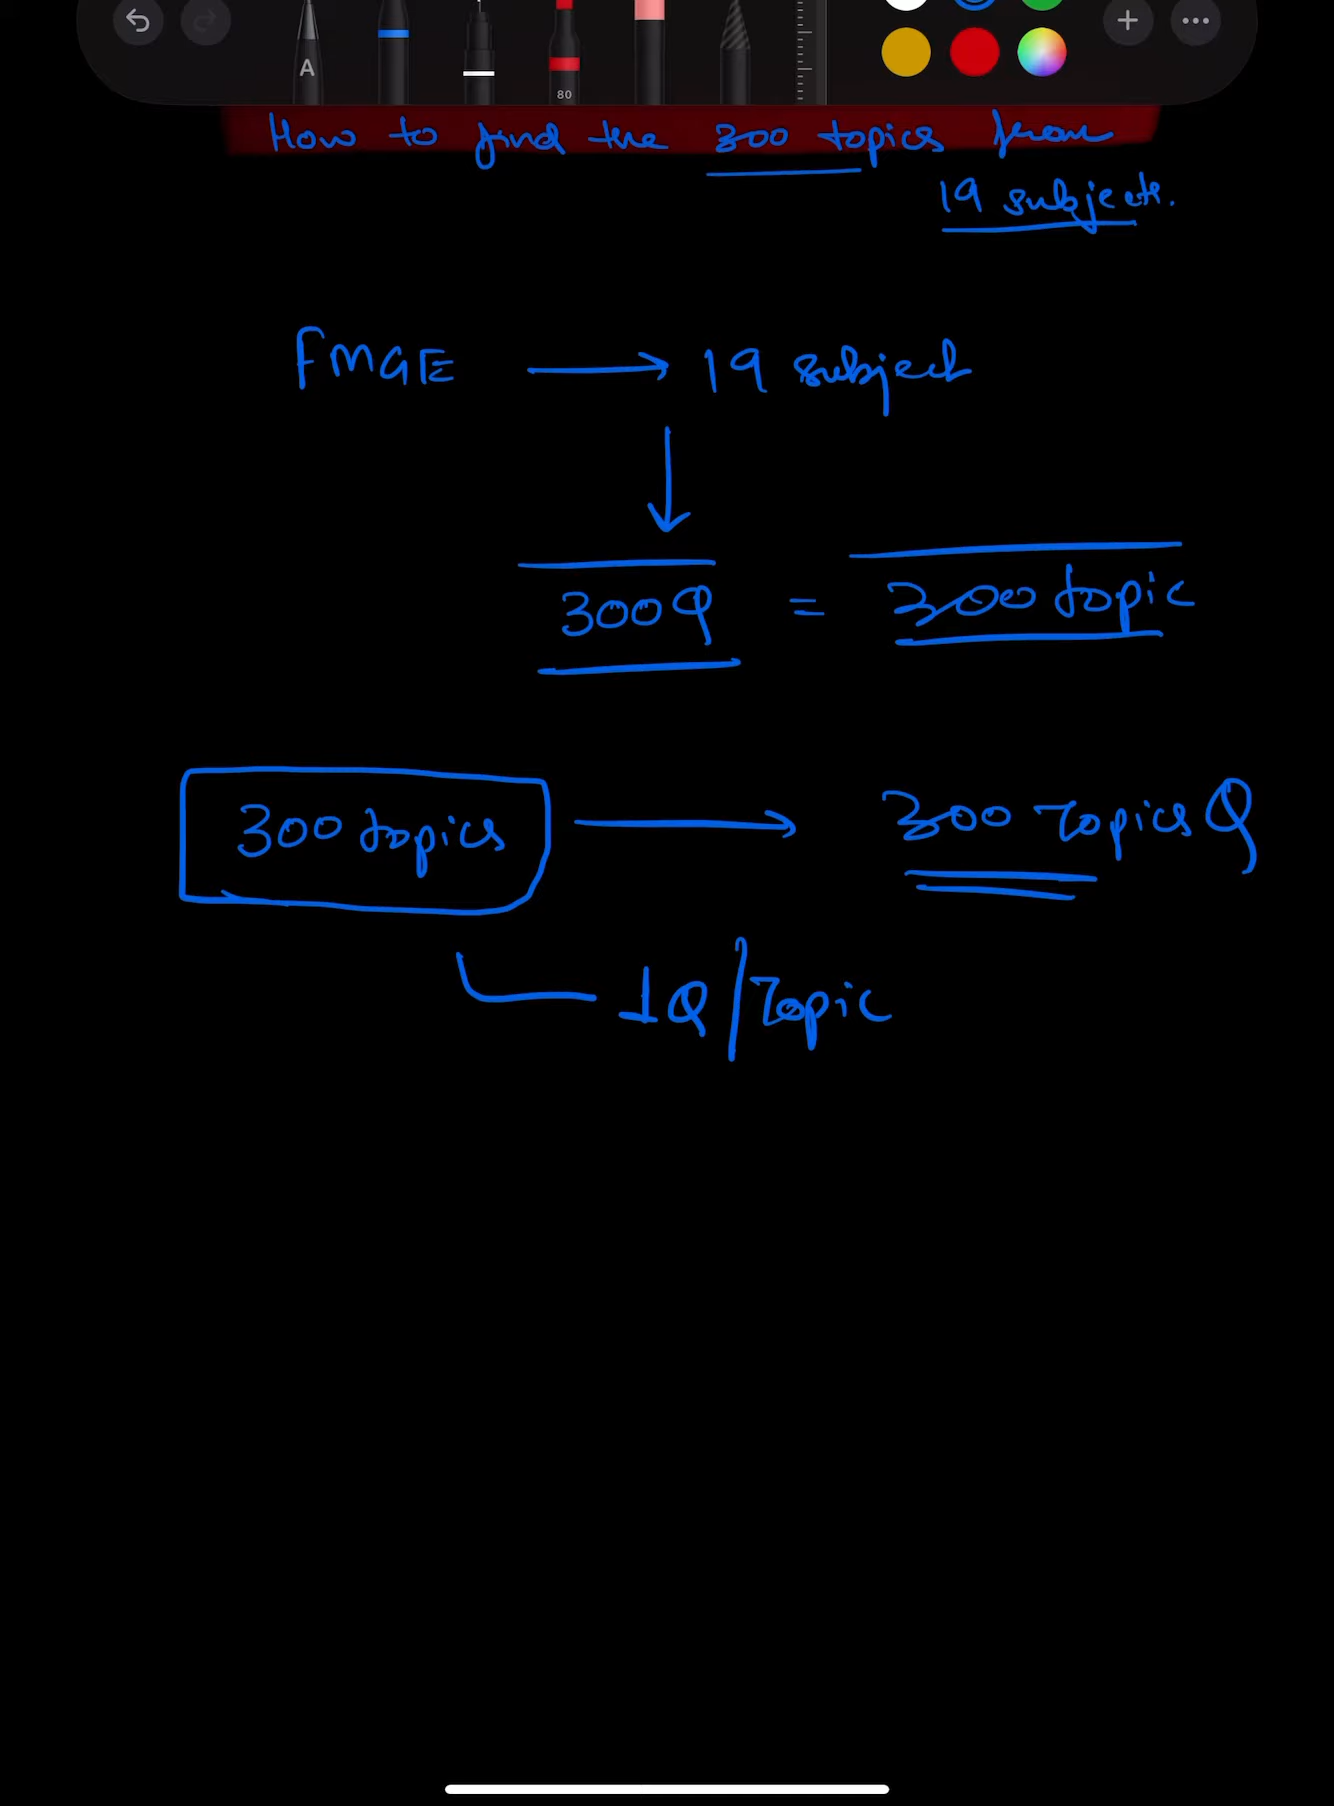 A
80
How to find the 300 topics from
19 subjects.
FMGE → 19 subject
↓
300Q = 300 topic
300 topics → 300 Topics Q
1Q/Topic